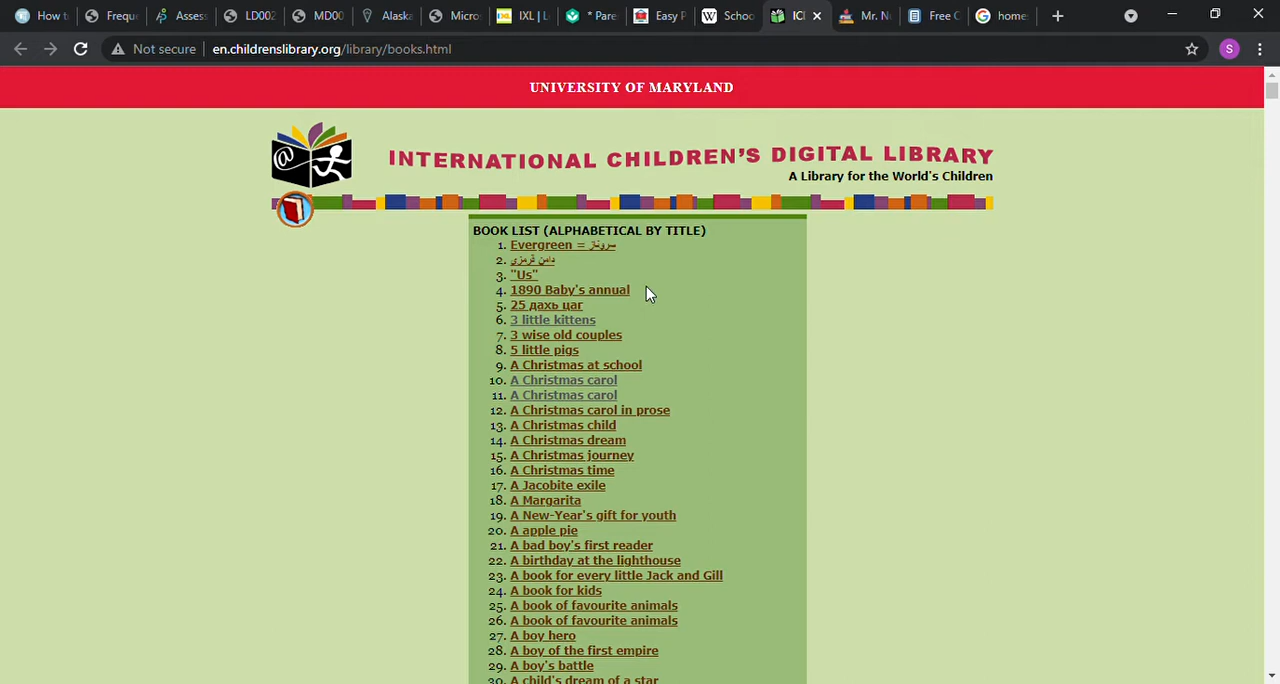 How t
Freque
Assess
LD002
MD00
Alaska
Micros
IXL | L
* Pare
Easy P
Schoo
ICI
Mr. N
Free C
home
Not secure en.childrenslibrary.org/library/books.html
S
UNIVERSITY OF MARYLAND
@
INTERNATIONAL CHILDREN'S DIGITAL LIBRARY
A Library for the World's Children
BOOK LIST (ALPHABETICAL BY TITLE)
1. Evergreen = سروناز
2. دامن قرمزي
3. "Us"
4. 1890 Baby's annual
5. 25 дахь цаг
6. 3 little kittens
7. 3 wise old couples
8. 5 little pigs
9. A Christmas at school
10. A Christmas carol
11. A Christmas carol
12. A Christmas carol in prose
13. A Christmas child
14. A Christmas dream
15. A Christmas journey
16. A Christmas time
17. A Jacobite exile
18. A Margarita
19. A New-Year's gift for youth
20. A apple pie
21. A bad boy's first reader
22. A birthday at the lighthouse
23. A book for every little Jack and Gill
24. A book for kids
25. A book of favourite animals
26. A book of favourite animals
27. A boy hero
28. A boy of the first empire
29. A boy's battle
30. A child's dream of a star